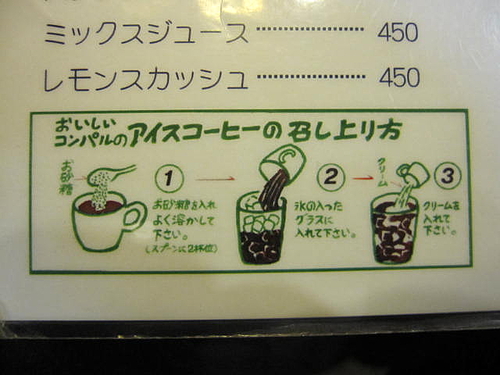 ミックスジュース………………… 450
レモンスカッシュ………………… 450
おいしい
コンパルのアイスコーヒーの召し上り方
お砂糖
①
お砂糖を入れ
よく溶かして
下さい。
(スプーンに2杯位)
②
氷の入った
グラスに
入れて下さい。
クリーム
③
クリームを
入れて
下さい。